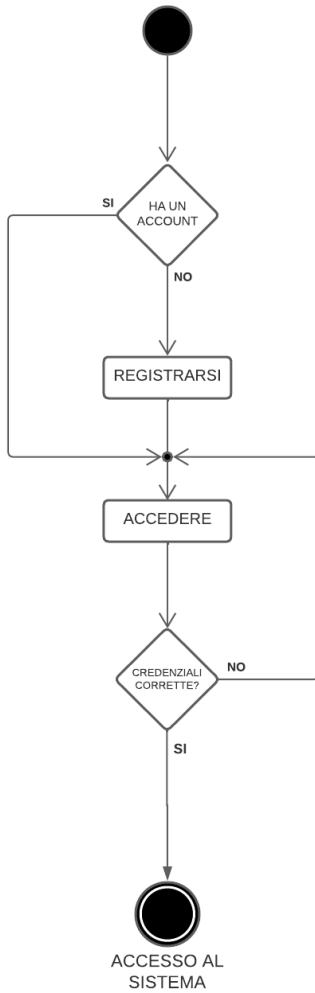 HA UN
ACCOUNT
SI
NO
REGISTRARSI
ACCEDERE
CREDENZIALI
CORRETTE?
NO
SI
ACCESSO AL
SISTEMA